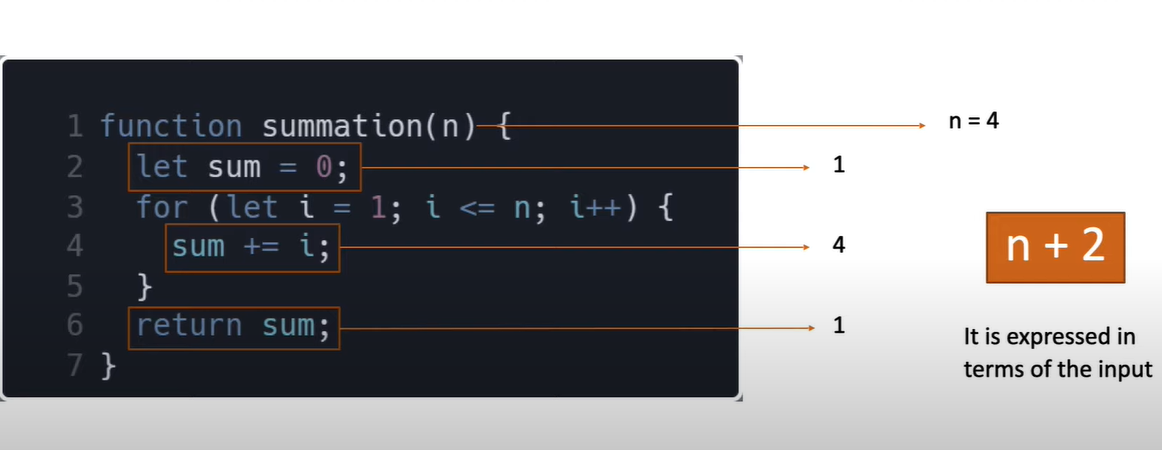 1 function summation(n) {
n = 4
2 let sum = 0;
1
3 for (let i = 1; i <= n; i++) {
4 sum += i;
4
n + 2
5 }
6 return sum;
1
It is expressed in
terms of the input
7 }